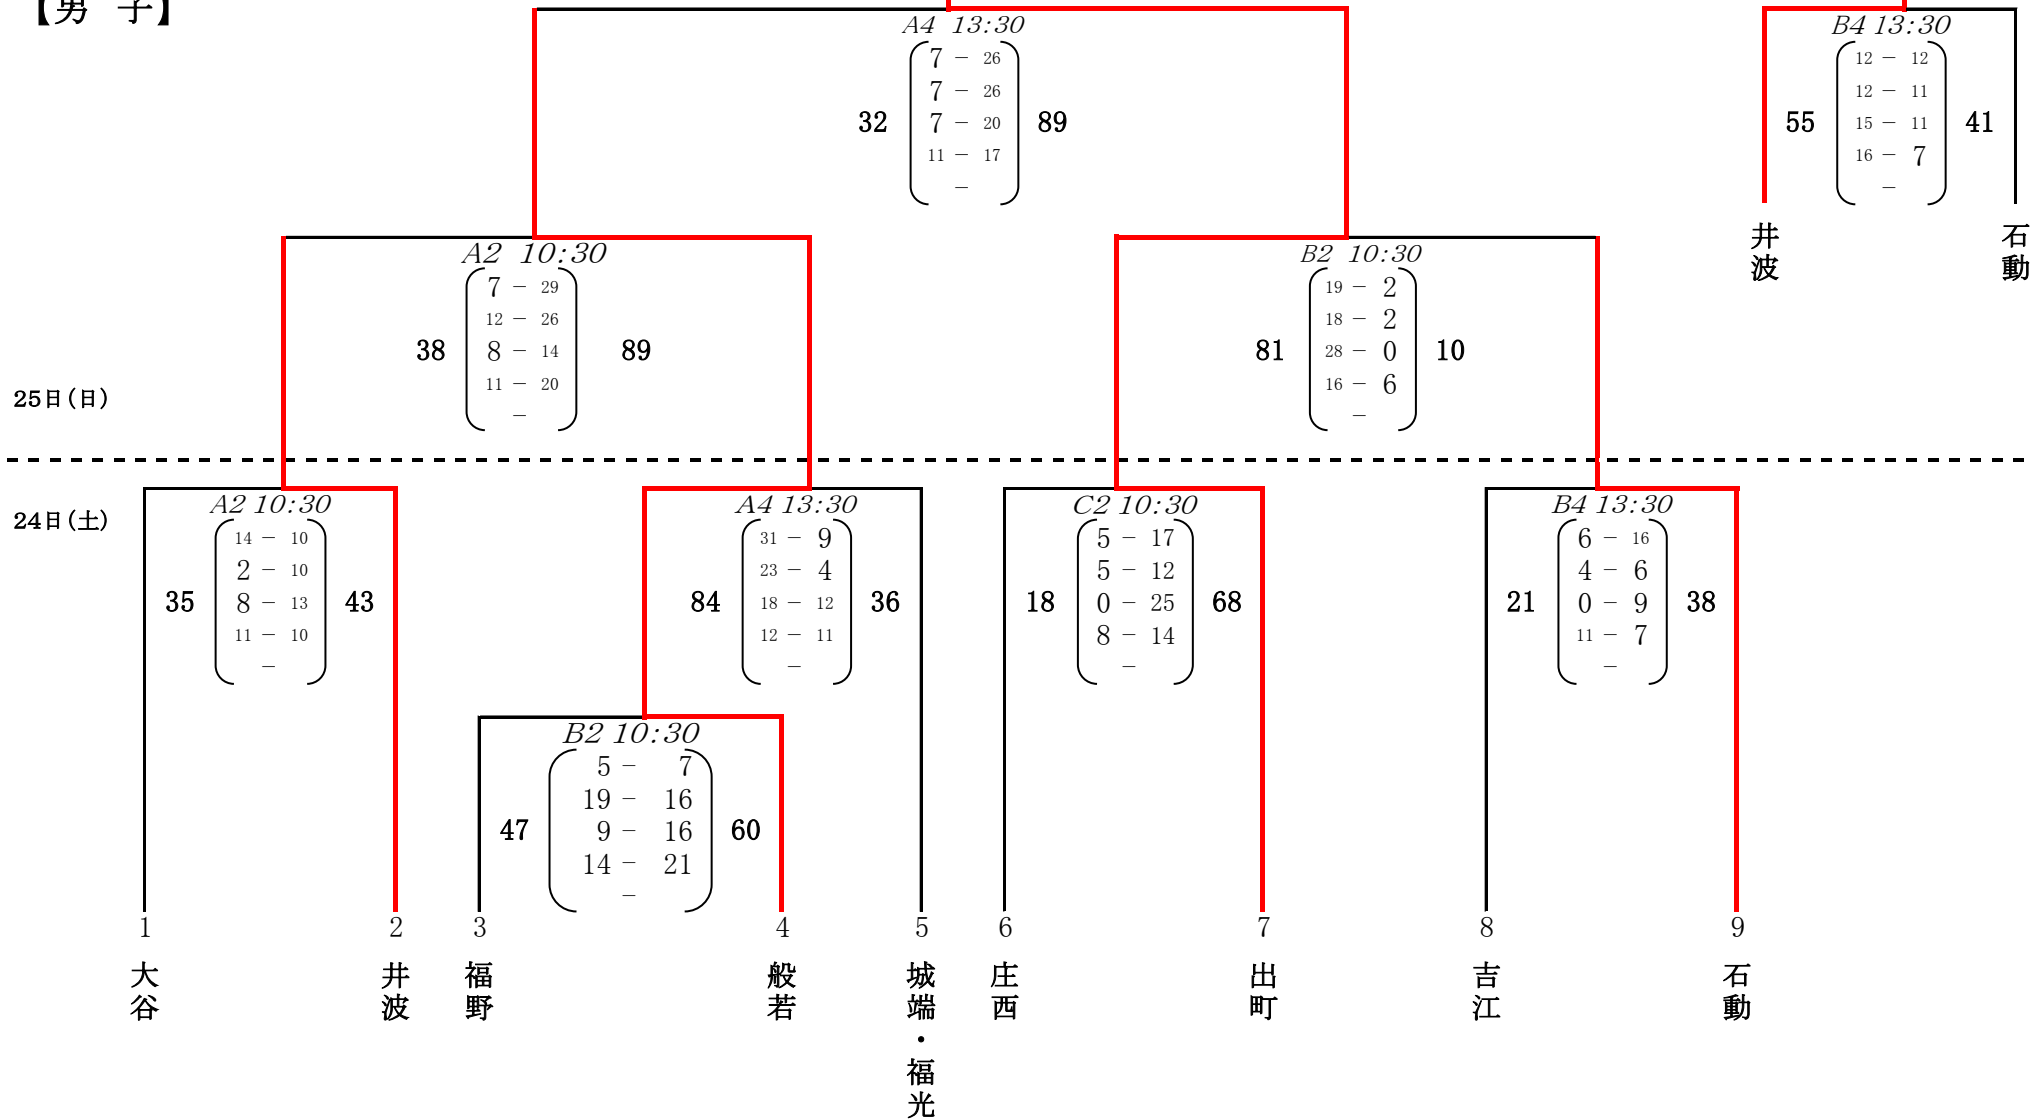 【男 子】
A4 13:30
7 - 26
7 - 26
32 7 - 20 89
11 - 17
-
B4 13:30
12 - 12
12 - 11
55 15 - 11 41
16 - 7
-
井波
石動
A2 10:30
7 - 29
12 - 26
38 8 - 14 89
11 - 20
-
B2 10:30
19 - 2
18 - 2
81 28 - 0 10
16 - 6
-
25日(日)
24日(土)
A2 10:30
14 - 10
2 - 10
35 8 - 13 43
11 - 10
-
A4 13:30
31 - 9
23 - 4
84 18 - 12 36
12 - 11
-
C2 10:30
5 - 17
5 - 12
18 0 - 25 68
8 - 14
-
B4 13:30
6 - 16
4 - 6
21 0 - 9 38
11 - 7
-
B2 10:30
5 - 7
19 - 16
47 9 - 16 60
14 - 21
-
1 2 3 4 5 6 7 8 9
大谷
井波
福野
般若
城端・福光
庄西
出町
吉江
石動